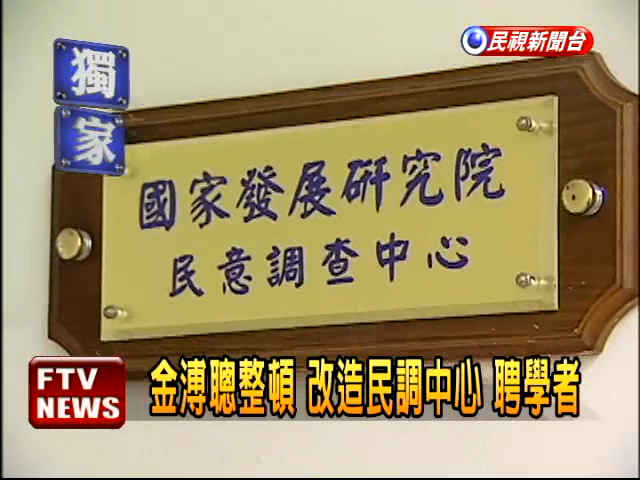 民視新聞台
獨家
國家發展研究院
民意調查中心
金溥聰整頓 改造民調中心 聘學者
FTV
NEWS